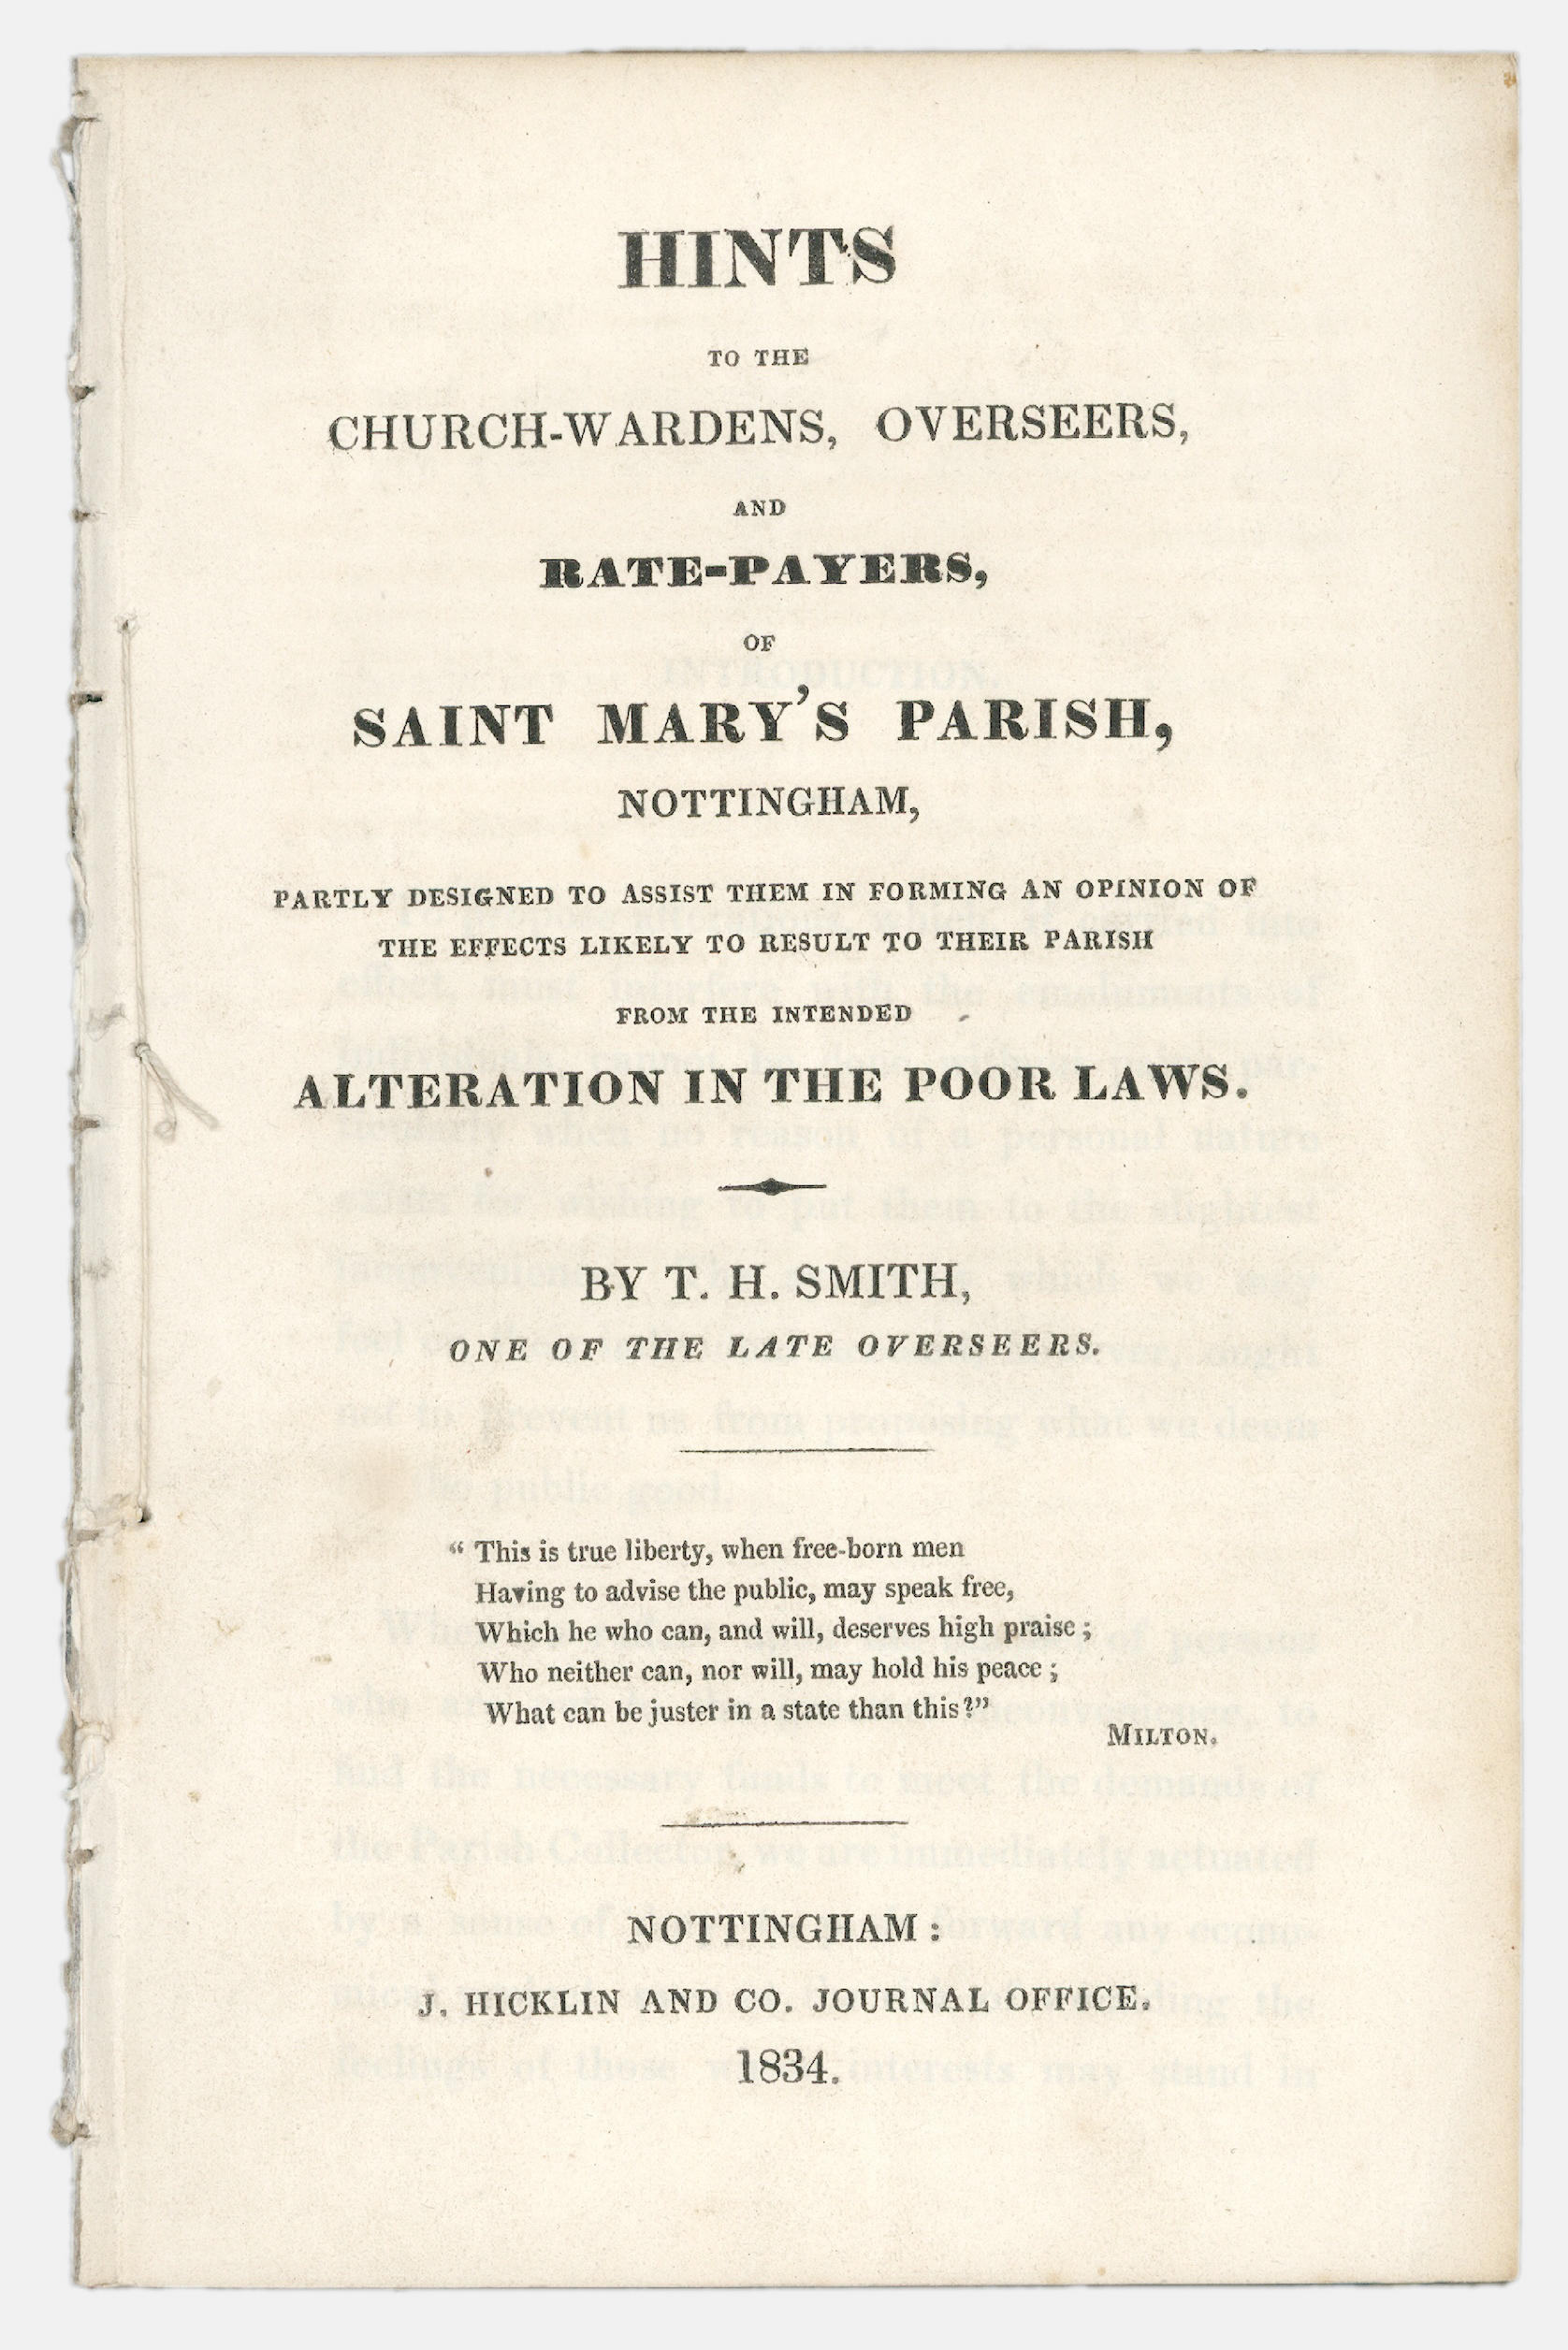 HINTS
TO THE
CHURCH-WARDENS, OVERSEERS,
AND
RATE-PAYERS,
OF
SAINT MARY'S PARISH,
NOTTINGHAM,
PARTLY DESIGNED TO ASSIST THEM IN FORMING AN OPINION OF
THE EFFECTS LIKELY TO RESULT TO THEIR PARISH
FROM THE INTENDED
ALTERATION IN THE POOR LAWS.
BY T. H. SMITH,
ONE OF THE LATE OVERSEERS.
“ This is true liberty, when free-born men
Having to advise the public, may speak free,
Which he who can, and will, deserves high praise ;
Who neither can, nor will, may hold his peace ;
What can be juster in a state than this?”
MILTON.
NOTTINGHAM :
J. HICKLIN AND CO. JOURNAL OFFICE.
1834.